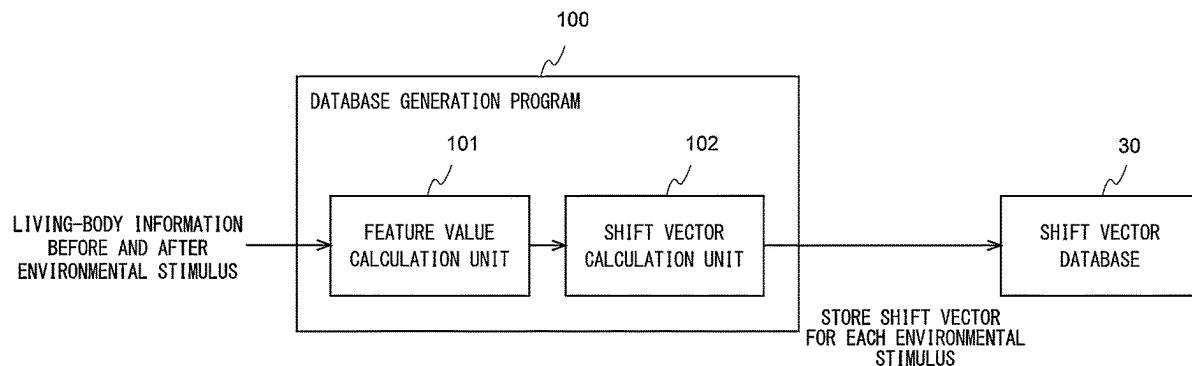 100
DATABASE GENERATION PROGRAM
101
102
30
LIVING-BODY INFORMATION
BEFORE AND AFTER
ENVIRONMENTAL STIMULUS
FEATURE VALUE
CALCULATION UNIT
SHIFT VECTOR
CALCULATION UNIT
SHIFT VECTOR
DATABASE
STORE SHIFT VECTOR
FOR EACH ENVIRONMENTAL
STIMULUS